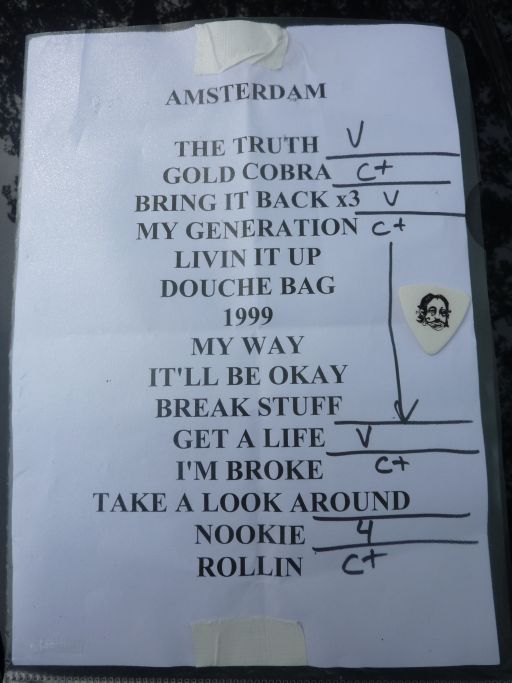 AMSTERDAM
THE TRUTH V
GOLD COBRA C+
BRING IT BACK x3 V
MY GENERATION C+
LIVIN IT UP
DOUCHE BAG
1999
MY WAY
IT'LL BE OKAY
BREAK STUFF
GET A LIFE V
I'M BROKE C+
TAKE A LOOK AROUND
NOOKIE 4
ROLLIN C+